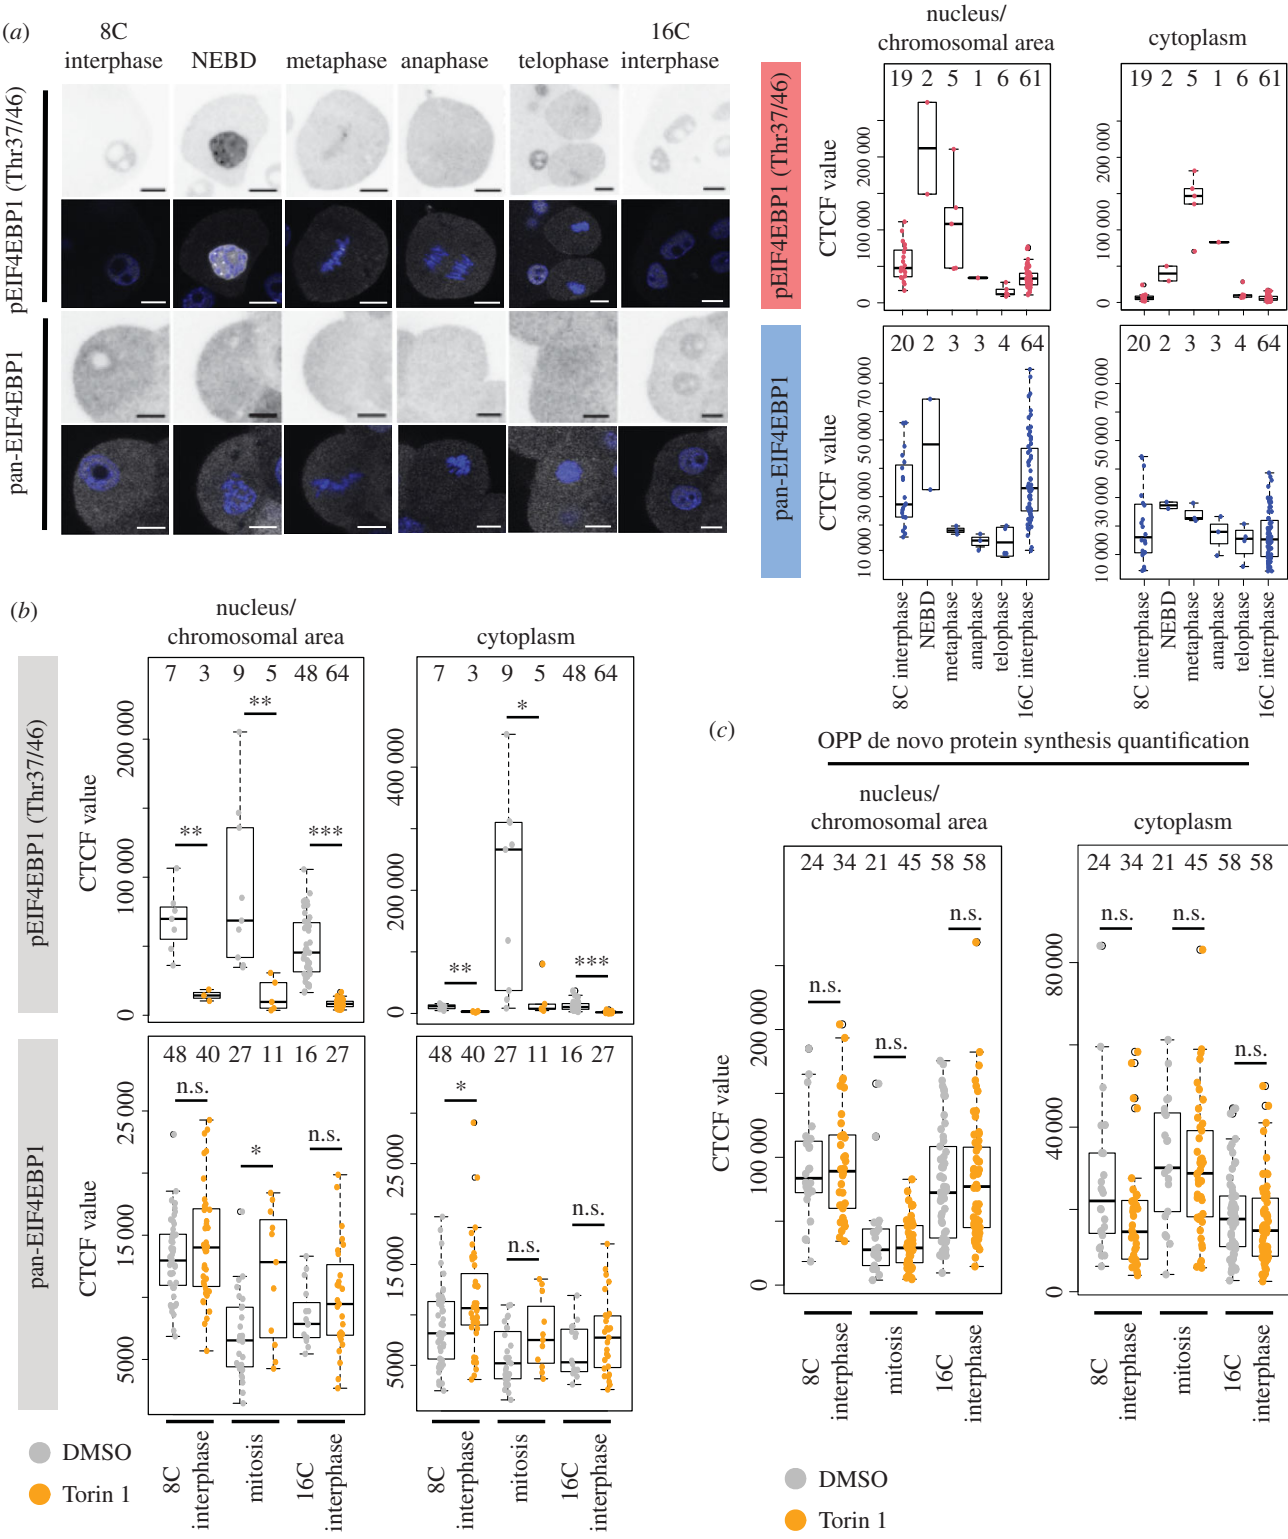 (a)
8C interphase
NEBD
metaphase
anaphase
telophase
16C interphase
pEIF4EBP1 (Thr37/46)
pan-EIF4EBP1
nucleus/
chromosomal area
cytoplasm
pEIF4EBP1 (Thr37/46)
CTCF value
19 2 5 1 6 61
200 000
100 000
0
19 2 5 1 6 61
200 000
100 000
0
pan-EIF4EBP1
CTCF value
20 2 3 3 4 64
70 000
50 000
30 000
10 000
20 2 3 3 4 64
70 000
50 000
30 000
10 000
8C interphase
NEBD
metaphase
anaphase
telophase
16C interphase
8C interphase
NEBD
metaphase
anaphase
telophase
16C interphase
(b)
nucleus/
chromosomal area
cytoplasm
pEIF4EBP1 (Thr37/46)
CTCF value
7 3 9 5 48 64
** ** ***
200 000
100 000
0
7 3 9 5 48 64
** * ***
400 000
200 000
0
pan-EIF4EBP1
CTCF value
48 40 27 11 16 27
n.s. * n.s.
25 000
15 000
5000
48 40 27 11 16 27
* n.s. n.s.
25 000
15 000
5000
8C interphase
mitosis
16C interphase
8C interphase
mitosis
16C interphase
DMSO
Torin 1
(c)
OPP de novo protein synthesis quantification
nucleus/
chromosomal area
cytoplasm
CTCF value
24 34 21 45 58 58
n.s. n.s. n.s.
200 000
100 000
0
24 34 21 45 58 58
n.s. n.s. n.s.
80 000
40 000
0
8C interphase
mitosis
16C interphase
8C interphase
mitosis
16C interphase
DMSO
Torin 1